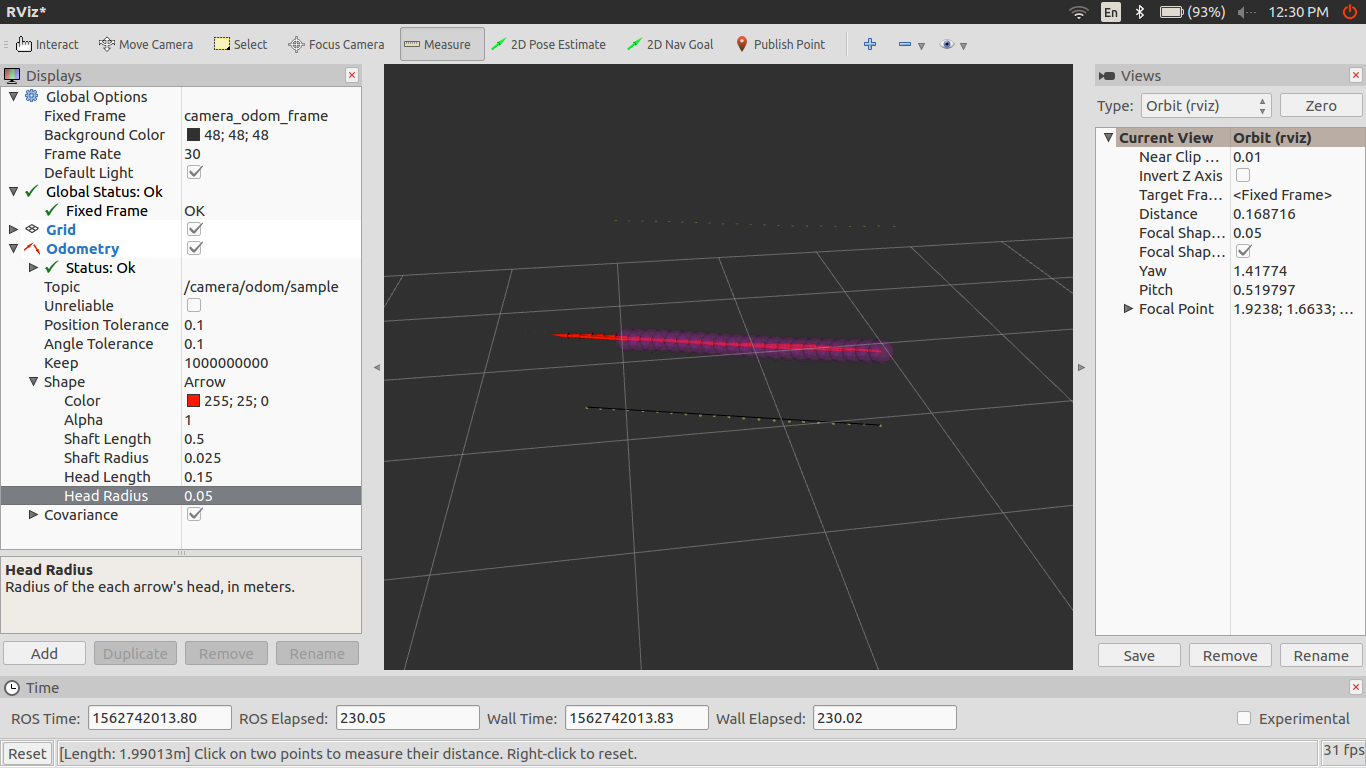 RViz*
En (93%) 12:30 PM
Interact Move Camera Select Focus Camera Measure 2D Pose Estimate 2D Nav Goal Publish Point
Displays
Global Options
Fixed Frame camera_odom_frame
Background Color 48; 48; 48
Frame Rate 30
Default Light
Global Status: Ok
Fixed Frame OK
Grid
Odometry
Status: Ok
Topic /camera/odom/sample
Unreliable
Position Tolerance 0.1
Angle Tolerance 0.1
Keep 1000000000
Shape Arrow
Color 255; 25; 0
Alpha 1
Shaft Length 0.5
Shaft Radius 0.025
Head Length 0.15
Head Radius 0.05
Covariance
Head Radius
Radius of the each arrow's head, in meters.
Add Duplicate Remove Rename
Views
Type: Orbit (rviz) Zero
Current View Orbit (rviz)
Near Clip ... 0.01
Invert Z Axis
Target Fra... <Fixed Frame>
Distance 0.168716
Focal Shap... 0.05
Focal Shap...
Yaw 1.41774
Pitch 0.519797
Focal Point 1.9238; 1.6633; ...
Save Remove Rename
Time
ROS Time: 1562742013.80 ROS Elapsed: 230.05 Wall Time: 1562742013.83 Wall Elapsed: 230.02 Experimental
Reset [Length: 1.99013m] Click on two points to measure their distance. Right-click to reset. 31 fps